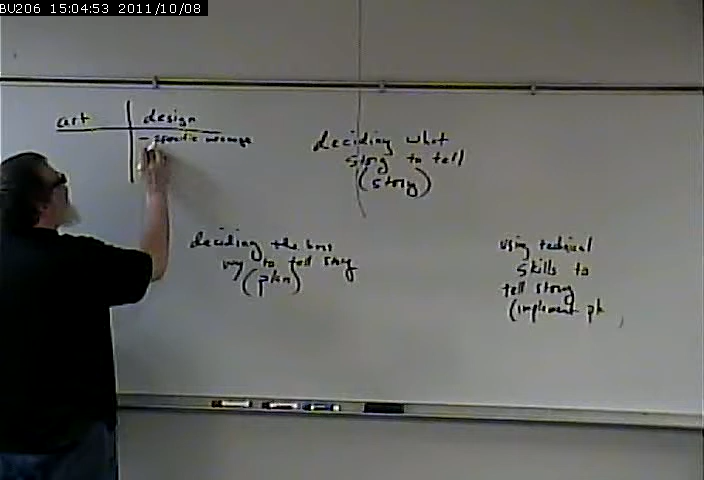 BU206 15:04:53 2011/10/08
art design
- specific message
deciding what
story to tell
(story)
deciding the best
way to tell story
(plan)
using technical
skills to
tell story
(implement